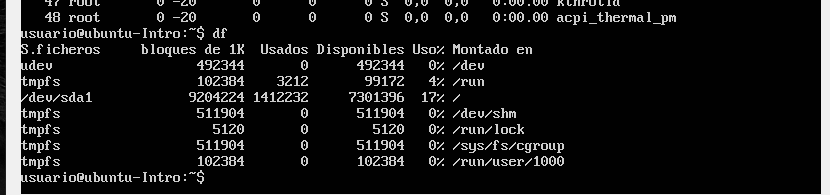 47 root 0 -20 0 0 0 S 0,0 0,0 0:00.00 kthrotld
48 root 0 -20 0 0 0 S 0,0 0,0 0:00.00 acpi_thermal_pm
usuario@ubuntu-Intro:~$ df
S.ficheros bloques de 1K Usados Disponibles Uso% Montado en
udev 492344 0 492344 0% /dev
tmpfs 102384 3212 99172 4% /run
/dev/sda1 9204224 1412232 7301396 17% /
tmpfs 511904 0 511904 0% /dev/shm
tmpfs 5120 0 5120 0% /run/lock
tmpfs 511904 0 511904 0% /sys/fs/cgroup
tmpfs 102384 0 102384 0% /run/user/1000
usuario@ubuntu-Intro:~$